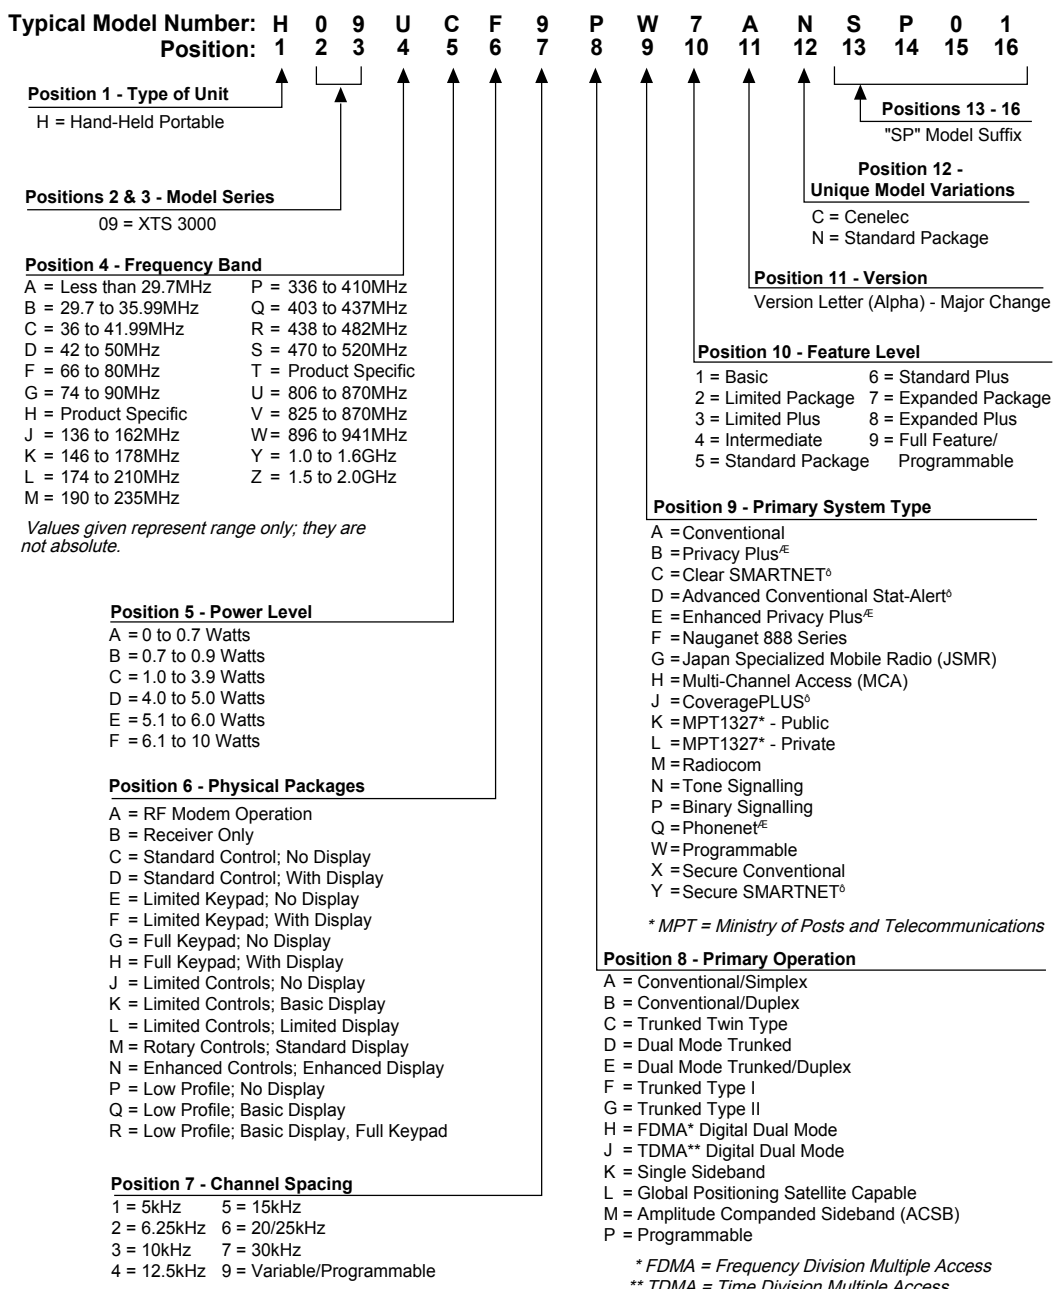 Typical Model Number: H 0 9 U C F 9 P W 7 A N S P 0 1
Position: 1 2 3 4 5 6 7 8 9 10 11 12 13 14 15 16
Position 1 - Type of Unit
H = Hand-Held Portable
Positions 2 & 3 - Model Series
09 = XTS 3000
Position 4 - Frequency Band
A = Less than 29.7MHz
B = 29.7 to 35.99MHz
C = 36 to 41.99MHz
D = 42 to 50MHz
F = 66 to 80MHz
G = 74 to 90MHz
H = Product Specific
J = 136 to 162MHz
K = 146 to 178MHz
L = 174 to 210MHz
M = 190 to 235MHz
P = 336 to 410MHz
Q = 403 to 437MHz
R = 438 to 482MHz
S = 470 to 520MHz
T = Product Specific
U = 806 to 870MHz
V = 825 to 870MHz
W = 896 to 941MHz
Y = 1.0 to 1.6GHz
Z = 1.5 to 2.0GHz
Values given represent range only; they are
not absolute.
Position 5 - Power Level
A = 0 to 0.7 Watts
B = 0.7 to 0.9 Watts
C = 1.0 to 3.9 Watts
D = 4.0 to 5.0 Watts
E = 5.1 to 6.0 Watts
F = 6.1 to 10 Watts
Position 6 - Physical Packages
A = RF Modem Operation
B = Receiver Only
C = Standard Control; No Display
D = Standard Control; With Display
E = Limited Keypad; No Display
F = Limited Keypad; With Display
G = Full Keypad; No Display
H = Full Keypad; With Display
J = Limited Controls; No Display
K = Limited Controls; Basic Display
L = Limited Controls; Limited Display
M = Rotary Controls; Standard Display
N = Enhanced Controls; Enhanced Display
P = Low Profile; No Display
Q = Low Profile; Basic Display
R = Low Profile; Basic Display, Full Keypad
Position 7 - Channel Spacing
1 = 5kHz
2 = 6.25kHz
3 = 10kHz
4 = 12.5kHz
5 = 15kHz
6 = 20/25kHz
7 = 30kHz
9 = Variable/Programmable
Positions 13 - 16
"SP" Model Suffix
Position 12 -
Unique Model Variations
C = Cenelec
N = Standard Package
Position 11 - Version
Version Letter (Alpha) - Major Change
Position 10 - Feature Level
1 = Basic
2 = Limited Package
3 = Limited Plus
4 = Intermediate
5 = Standard Package
6 = Standard Plus
7 = Expanded Package
8 = Expanded Plus
9 = Full Feature/
Programmable
Position 9 - Primary System Type
A = Conventional
B = Privacy PlusÆ
C = Clear SMARTNETô
D = Advanced Conventional Stat-Alertô
E = Enhanced Privacy PlusÆ
F = Nauganet 888 Series
G = Japan Specialized Mobile Radio (JSMR)
H = Multi-Channel Access (MCA)
J = CoveragePLUSô
K = MPT1327* - Public
L = MPT1327* - Private
M = Radiocom
N = Tone Signalling
P = Binary Signalling
Q = PhonenetÆ
W = Programmable
X = Secure Conventional
Y = Secure SMARTNETô
* MPT = Ministry of Posts and Telecommunications
Position 8 - Primary Operation
A = Conventional/Simplex
B = Conventional/Duplex
C = Trunked Twin Type
D = Dual Mode Trunked
E = Dual Mode Trunked/Duplex
F = Trunked Type I
G = Trunked Type II
H = FDMA* Digital Dual Mode
J = TDMA** Digital Dual Mode
K = Single Sideband
L = Global Positioning Satellite Capable
M = Amplitude Companded Sideband (ACSB)
P = Programmable
* FDMA = Frequency Division Multiple Access
** TDMA = Time Division Multiple Access